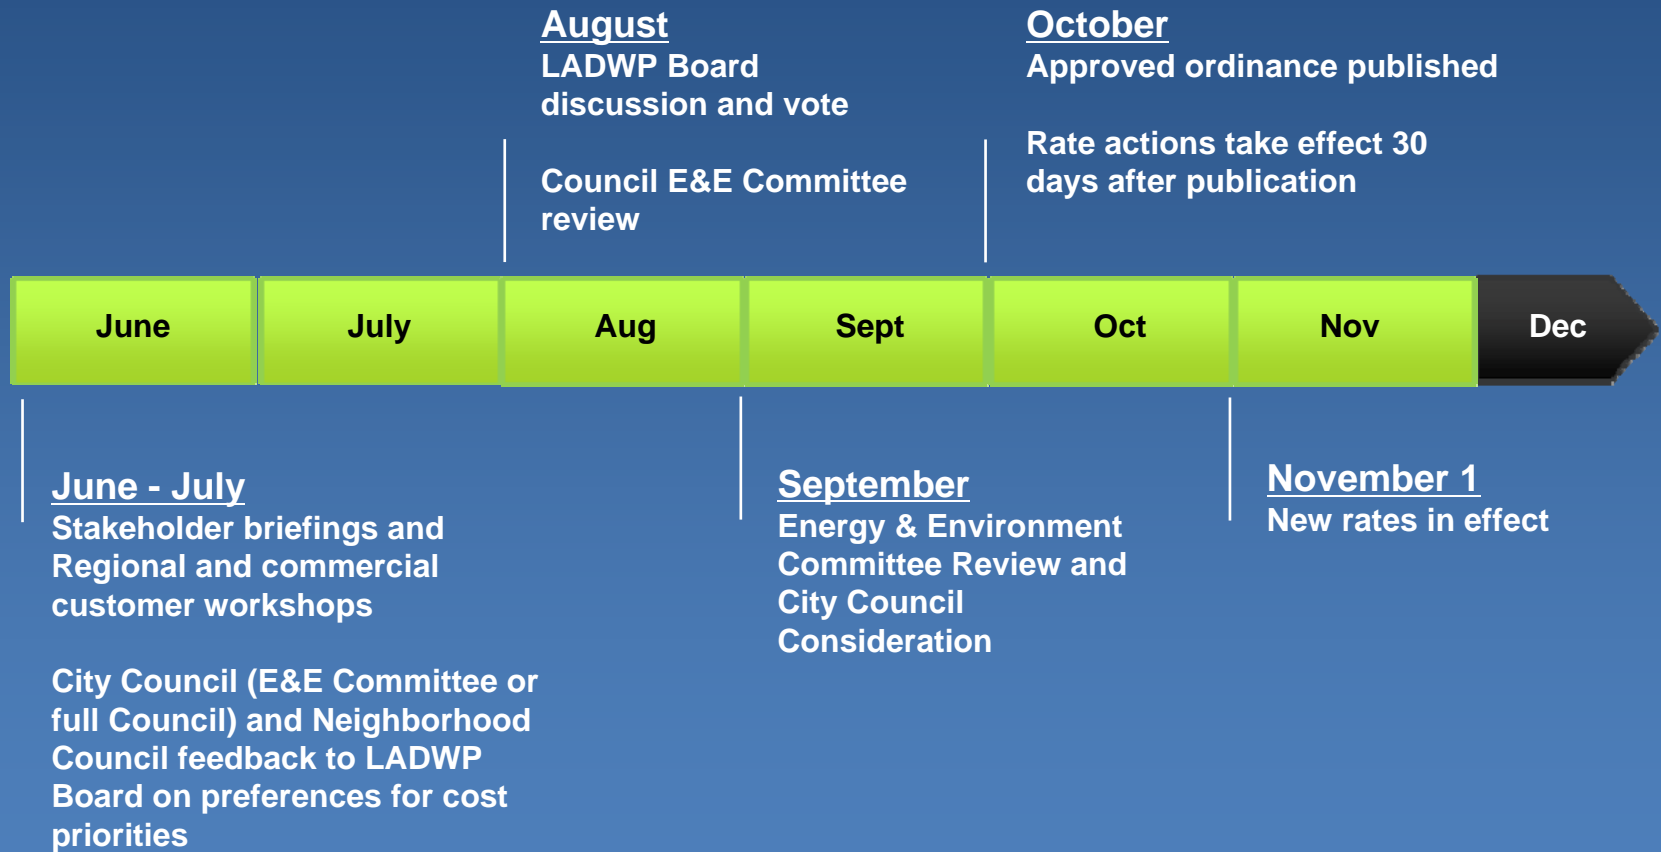 August
LADWP Board
discussion and vote
Council E&E Committee
review
October
Approved ordinance published
Rate actions take effect 30
days after publication
June
July
Aug
Sept
Oct
Nov
Dec
June - July
Stakeholder briefings and
Regional and commercial
customer workshops
City Council (E&E Committee or
full Council) and Neighborhood
Council feedback to LADWP
Board on preferences for cost
priorities
September
Energy & Environment
Committee Review and
City Council
Consideration
November 1
New rates in effect